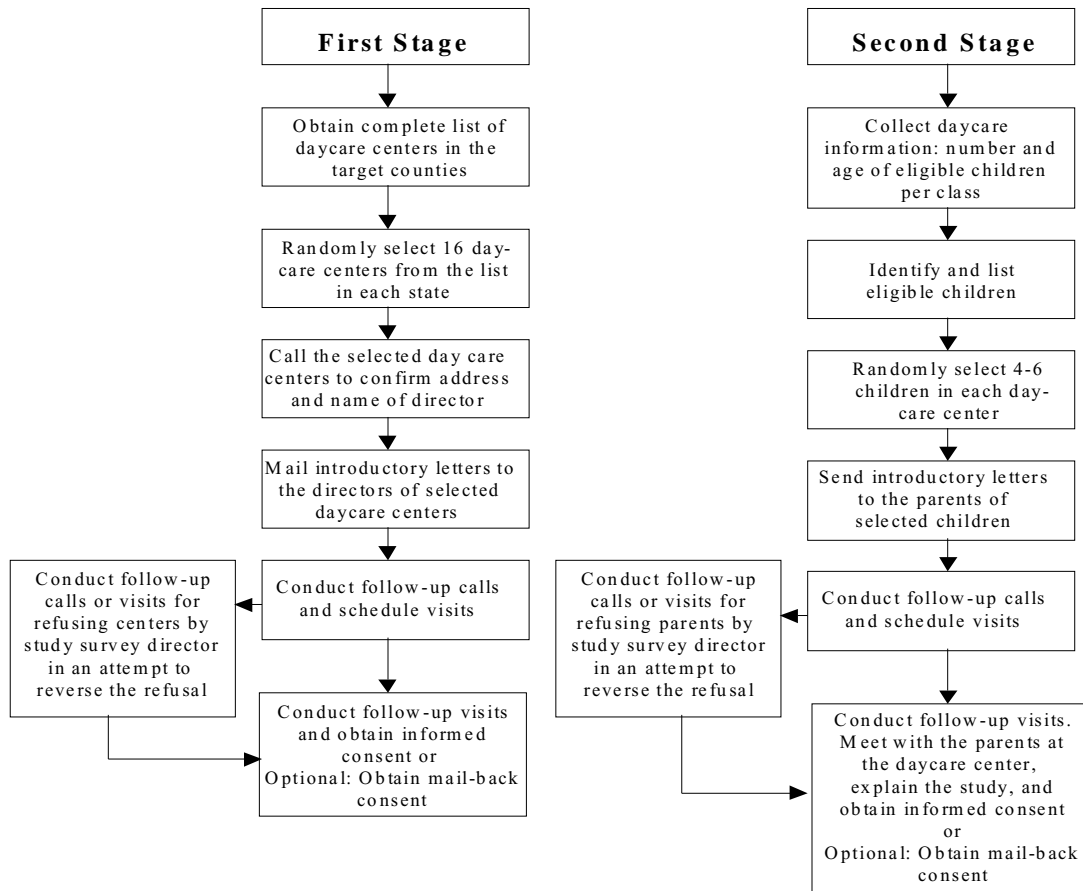 First Stage
Obtain complete list of
daycare centers in the
target counties
Randomly select 16 day-
care centers from the list
in each state
Call the selected day care
centers to confirm address
and name of director
Mail introductory letters to
the directors of selected
daycare centers
Conduct follow-up calls
and schedule visits
Conduct follow-up
calls or visits for
refusing centers by
study survey director
in an attempt to
reverse the refusal
Conduct follow-up visits
and obtain informed
consent or
Optional: Obtain mail-back
consent
Second Stage
Collect daycare
information: number and
age of eligible children
per class
Identify and list
eligible children
Randomly select 4-6
children in each day-
care center
Send introductory letters
to the parents of
selected children
Conduct follow-up calls
and schedule visits
Conduct follow-up
calls or visits for
refusing parents by
study survey director
in an attempt to
reverse the refusal
Conduct follow-up visits.
Meet with the parents at
the daycare center,
explain the study, and
obtain informed consent
or
Optional: Obtain mail-back
consent